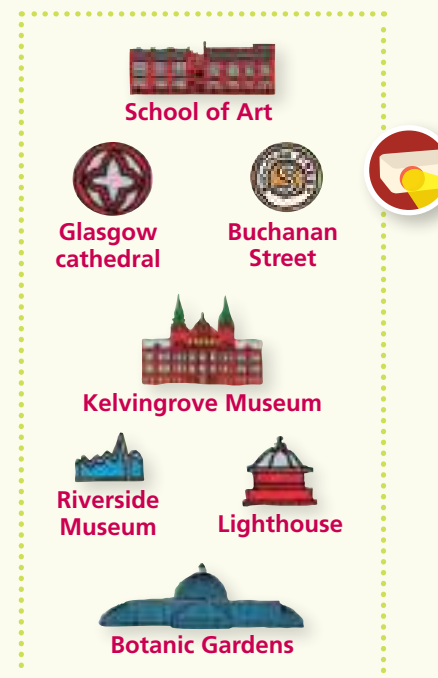 School of Art
Glasgow
cathedral
Buchanan
Street
Kelvingrove Museum
Riverside
Museum
Lighthouse
Botanic Gardens